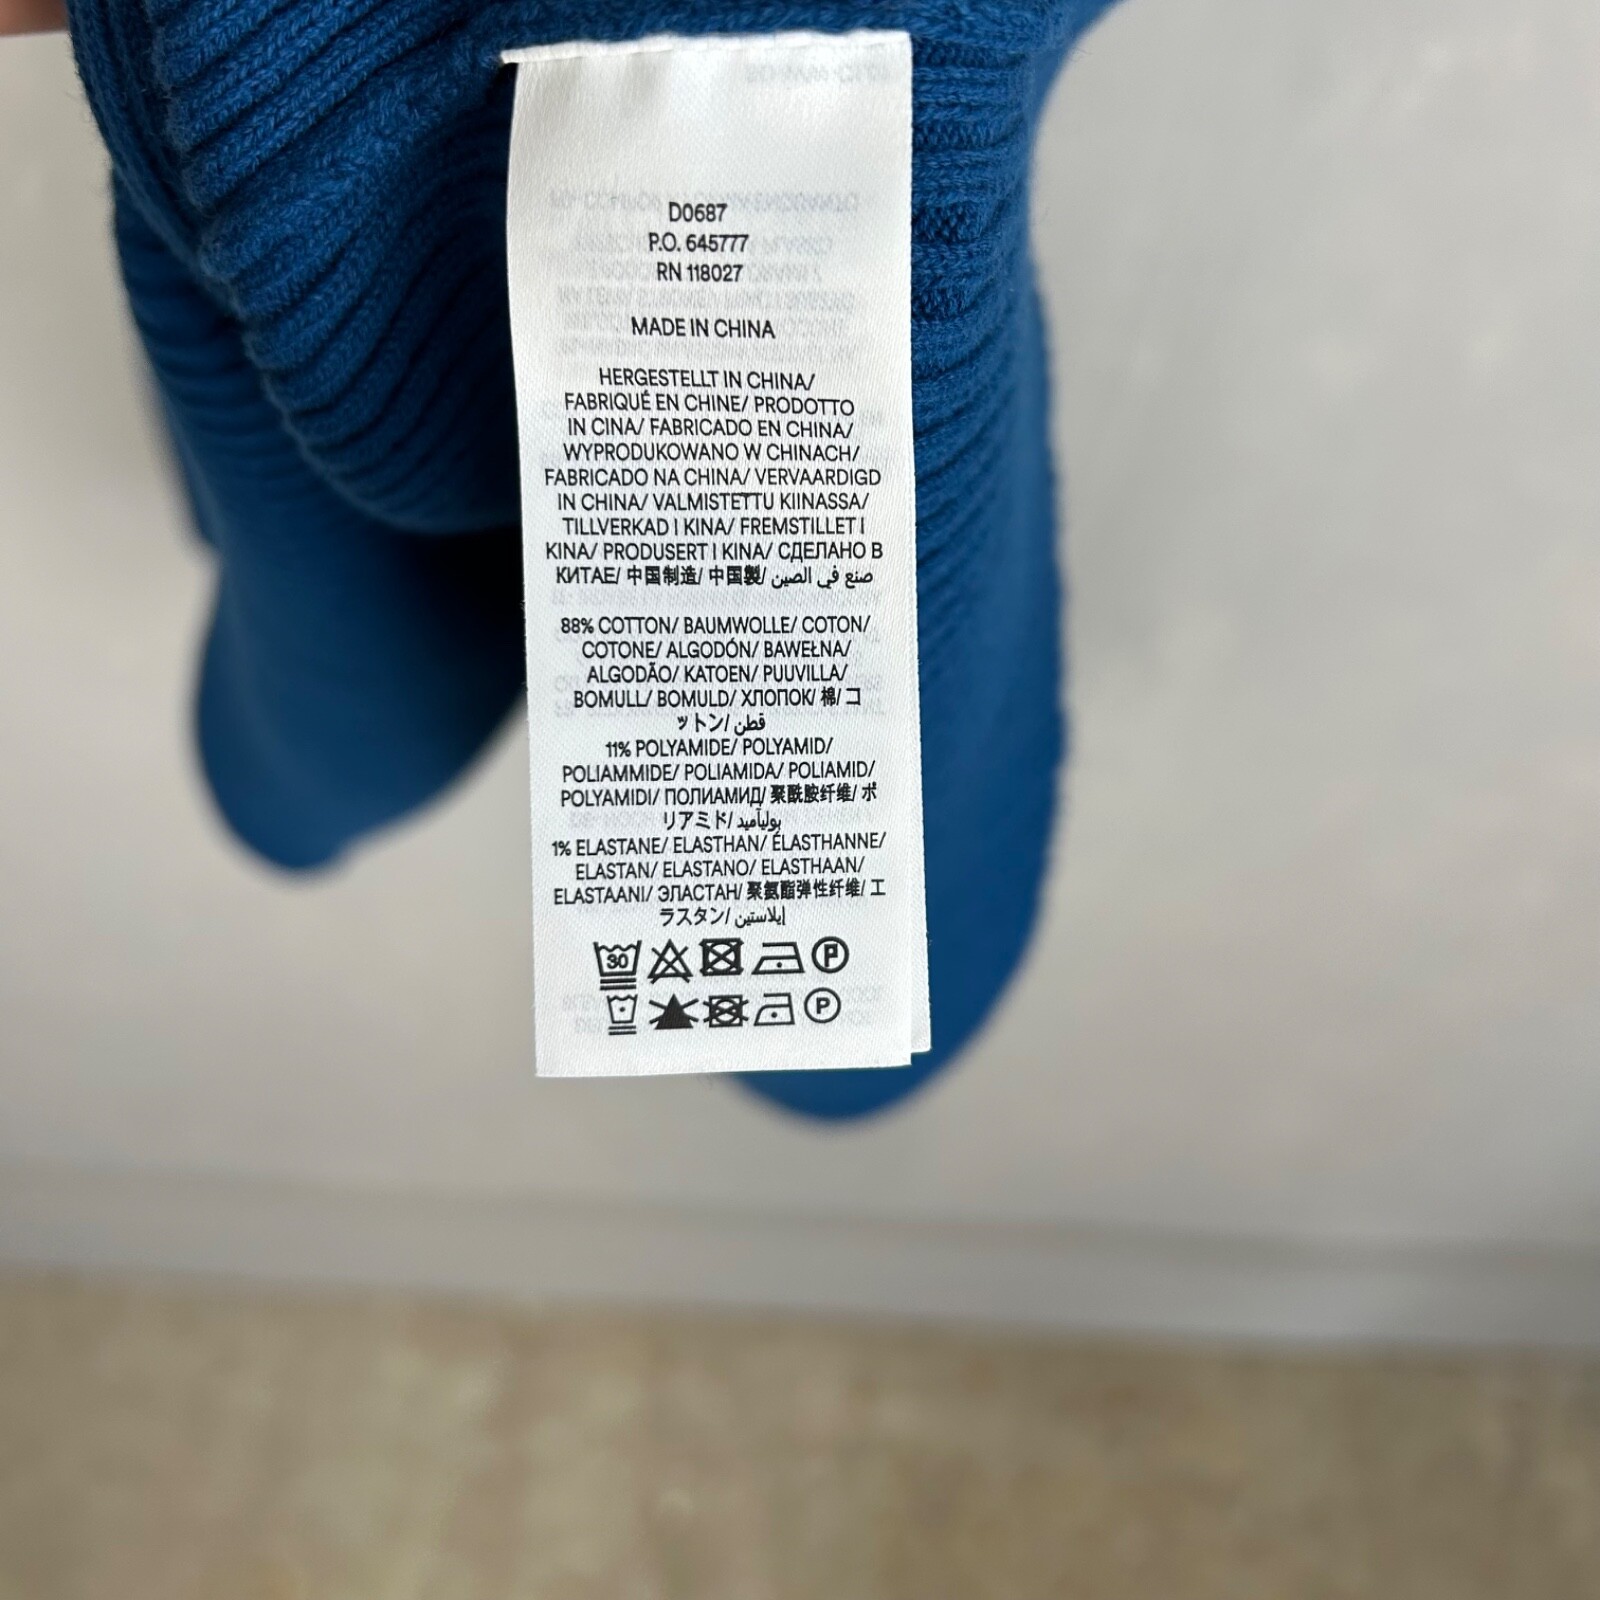 D0687
P.O. 645777
RN 118027
MADE IN CHINA
HERGESTELLT IN CHINA/
FABRIQUÉ EN CHINE/ PRODOTTO
IN CINA/ FABRICADO EN CHINA/
WYPRODUKOWANO W CHINACH/
FABRICADO NA CHINA/ VERVAARDIGD
IN CHINA/ VALMISTETTU KIINASSA/
TILLVERKAD I KINA/ FREMSTILLET I
KINA/ PRODUSERT I KINA/ СДЕЛАНО В
КИТАЕ/ 中国制造/ 中国製/ صنع في الصين
88% COTTON/ BAUMWOLLE/ COTON/
COTONE/ ALGODÓN/ BAWEŁNA/
ALGODÃO/ KATOEN/ PUUVILLA/
BOMULL/ BOMULD/ ХЛОПОК/ 棉/ コ
ットン/ قطن
11% POLYAMIDE/ POLYAMID/
POLIAMMIDE/ POLIAMIDA/ POLIAMID/
POLYAMIDI/ ПОЛИАМИД/ 聚酰胺纤维/ ポ
リアミド/ بوليآميد
1% ELASTANE/ ELASTHAN/ ÉLASTHANNE/
ELASTAN/ ELASTANO/ ELASTHAAN/
ELASTAANI/ ЭЛАСТАН/ 聚氨酯弹性纤维/ エ
ラスタン/ إيلاستين
30 P
P